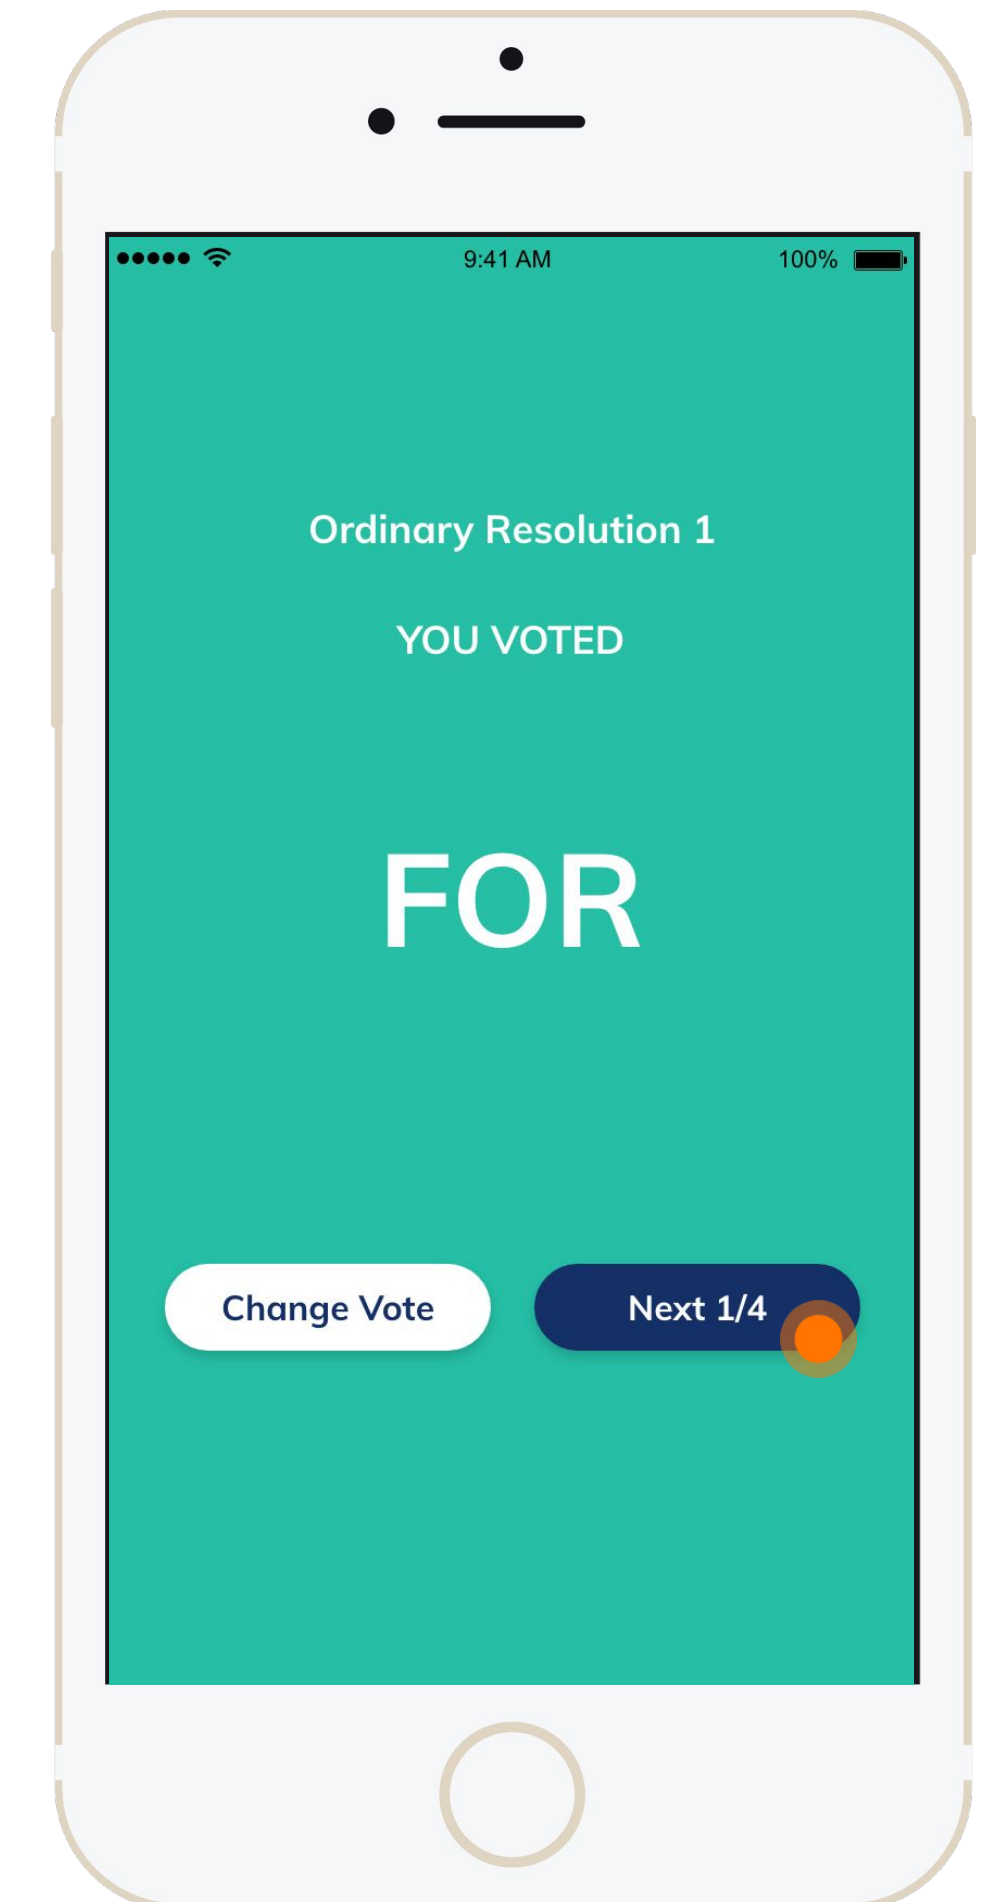 9:41 AM 100%
Ordinary Resolution 1
YOU VOTED
FOR
Change Vote Next 1/4